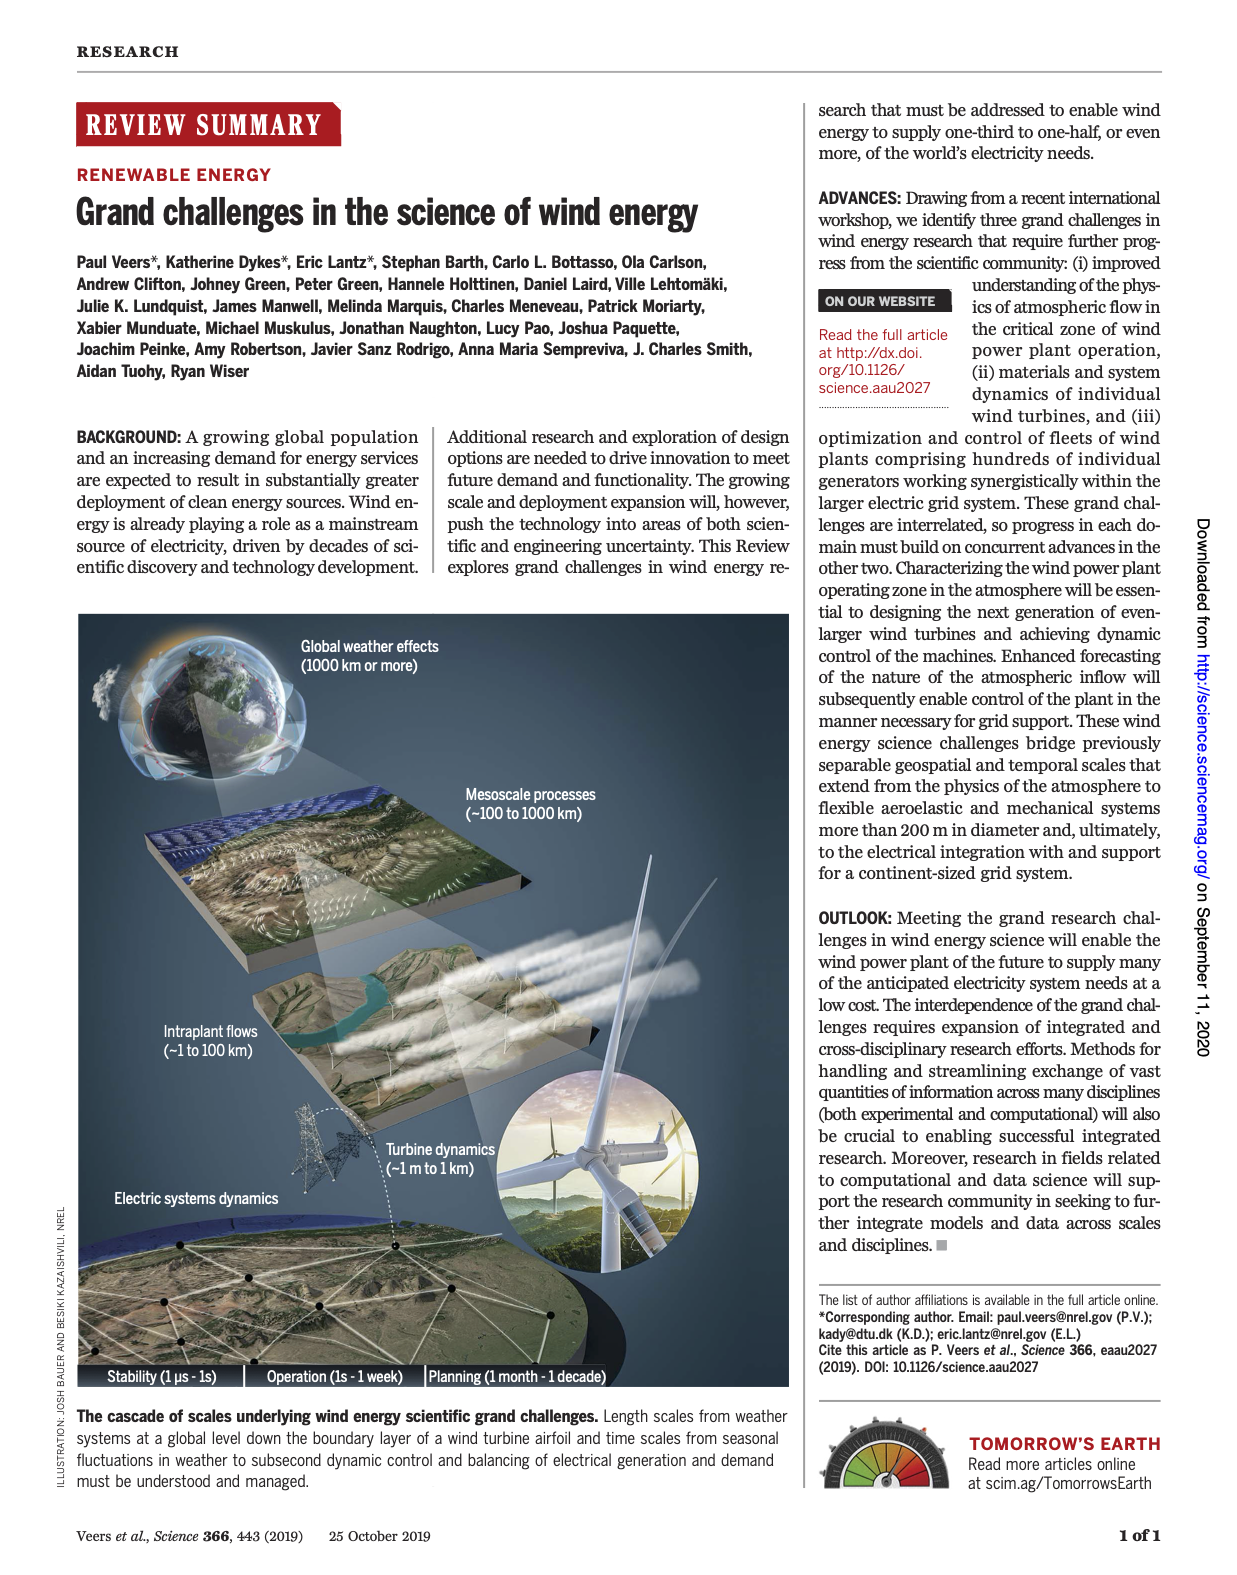 RESEARCH
REVIEW SUMMARY
RENEWABLE ENERGY
Grand challenges in the science of wind energy
Paul Veers*, Katherine Dykes*, Eric Lantz*, Stephan Barth, Carlo L. Bottasso, Ola Carlson,
Andrew Clifton, Johney Green, Peter Green, Hannele Holttinen, Daniel Laird, Ville Lehtomäki,
Julie K. Lundquist, James Manwell, Melinda Marquis, Charles Meneveau, Patrick Moriarty,
Xabier Munduate, Michael Muskulus, Jonathan Naughton, Lucy Pao, Joshua Paquette,
Joachim Peinke, Amy Robertson, Javier Sanz Rodrigo, Anna Maria Sempreviva, J. Charles Smith,
Aidan Tuohy, Ryan Wiser
BACKGROUND: A growing global population
and an increasing demand for energy services
are expected to result in substantially greater
deployment of clean energy sources. Wind en-
ergy is already playing a role as a mainstream
source of electricity, driven by decades of sci-
entific discovery and technology development.
Additional research and exploration of design
options are needed to drive innovation to meet
future demand and functionality. The growing
scale and deployment expansion will, however,
push the technology into areas of both scien-
tific and engineering uncertainty. This Review
explores grand challenges in wind energy re-
search that must be addressed to enable wind
energy to supply one-third to one-half, or even
more, of the world's electricity needs.
ADVANCES: Drawing from a recent international
workshop, we identify three grand challenges in
wind energy research that require further prog-
ress from the scientific community: (i) improved
understanding of the phys-
ics of atmospheric flow in
the critical zone of wind
power plant operation,
(ii) materials and system
dynamics of individual
wind turbines, and (iii)
optimization and control of fleets of wind
plants comprising hundreds of individual
generators working synergistically within the
larger electric grid system. These grand chal-
lenges are interrelated, so progress in each do-
main must build on concurrent advances in the
other two. Characterizing the wind power plant
operating zone in the atmosphere will be essen-
tial to designing the next generation of even-
larger wind turbines and achieving dynamic
control of the machines. Enhanced forecasting
of the nature of the atmospheric inflow will
subsequently enable control of the plant in the
manner necessary for grid support. These wind
energy science challenges bridge previously
separable geospatial and temporal scales that
extend from the physics of the atmosphere to
flexible aeroelastic and mechanical systems
more than 200 m in diameter and, ultimately,
to the electrical integration with and support
for a continent-sized grid system.
ON OUR WEBSITE
Read the full article
at http://dx.doi.
org/10.1126/
science.aau2027
OUTLOOK: Meeting the grand research chal-
lenges in wind energy science will enable the
wind power plant of the future to supply many
of the anticipated electricity system needs at a
low cost. The interdependence of the grand chal-
lenges requires expansion of integrated and
cross-disciplinary research efforts. Methods for
handling and streamlining exchange of vast
quantities of information across many disciplines
(both experimental and computational) will also
be crucial to enabling successful integrated
research. Moreover, research in fields related
to computational and data science will sup-
port the research community in seeking to fur-
ther integrate models and data across scales
and disciplines.
Global weather effects
(1000 km or more)
Mesoscale processes
(~100 to 1000 km)
Intraplant flows
(~1 to 100 km)
Turbine dynamics
(~1 m to 1 km)
Electric systems dynamics
Stability (1 µs - 1s)
Operation (1s - 1 week)
Planning (1 month - 1 decade)
ILLUSTRATION: JOSH BAUER AND BESIKI KAZAISHVILI, NREL
The cascade of scales underlying wind energy scientific grand challenges. Length scales from weather
systems at a global level down the boundary layer of a wind turbine airfoil and time scales from seasonal
fluctuations in weather to subsecond dynamic control and balancing of electrical generation and demand
must be understood and managed.
The list of author affiliations is available in the full article online.
*Corresponding author. Email: paul.veers@nrel.gov (P.V.);
kady@dtu.dk (K.D.); eric.lantz@nrel.gov (E.L.)
Cite this article as P. Veers et al., Science 366, eaau2027
(2019). DOI: 10.1126/science.aau2027
TOMORROW'S EARTH
Read more articles online
at scim.ag/TomorrowsEarth
Veers et al., Science 366, 443 (2019) 25 October 2019
1 of 1
Downloaded from http://science.sciencemag.org/ on September 11, 2020